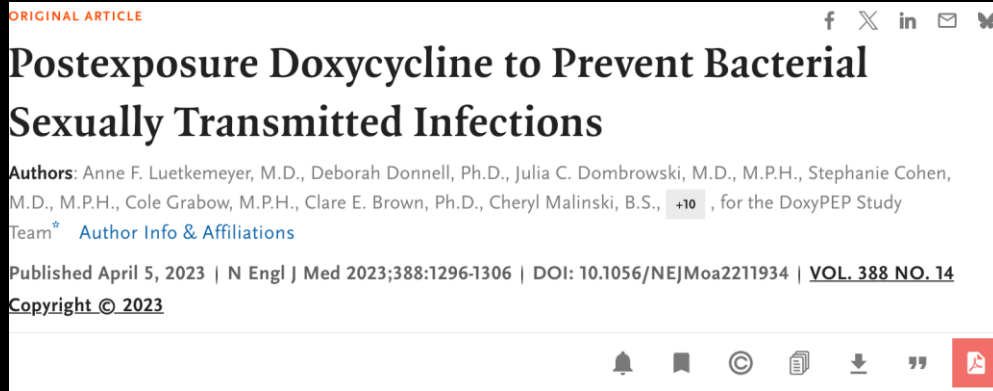 ORIGINAL ARTICLE
Postexposure Doxycycline to Prevent Bacterial
Sexually Transmitted Infections
Authors: Anne F. Luetkemeyer, M.D., Deborah Donnell, Ph.D., Julia C. Dombrowski, M.D., M.P.H., Stephanie Cohen,
M.D., M.P.H., Cole Grabow, M.P.H., Clare E. Brown, Ph.D., Cheryl Malinski, B.S., +10 , for the DoxyPEP Study
Team* Author Info & Affiliations
Published April 5, 2023 | N Engl J Med 2023;388:1296-1306 | DOI: 10.1056/NEJMoa2211934 | VOL. 388 NO. 14
Copyright © 2023